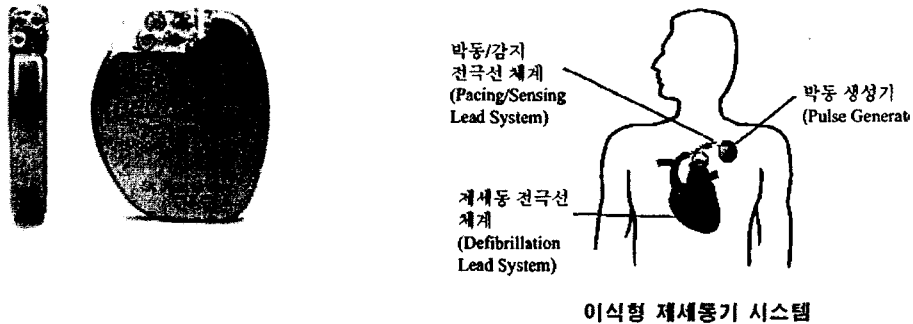 박동/감지
전극선 체계
(Pacing/Sensing
Lead System)
박동 생성기
(Pulse Generat
제세동 전극선
체계
(Defibrillation
Lead System)
이식형 제세동기 시스템